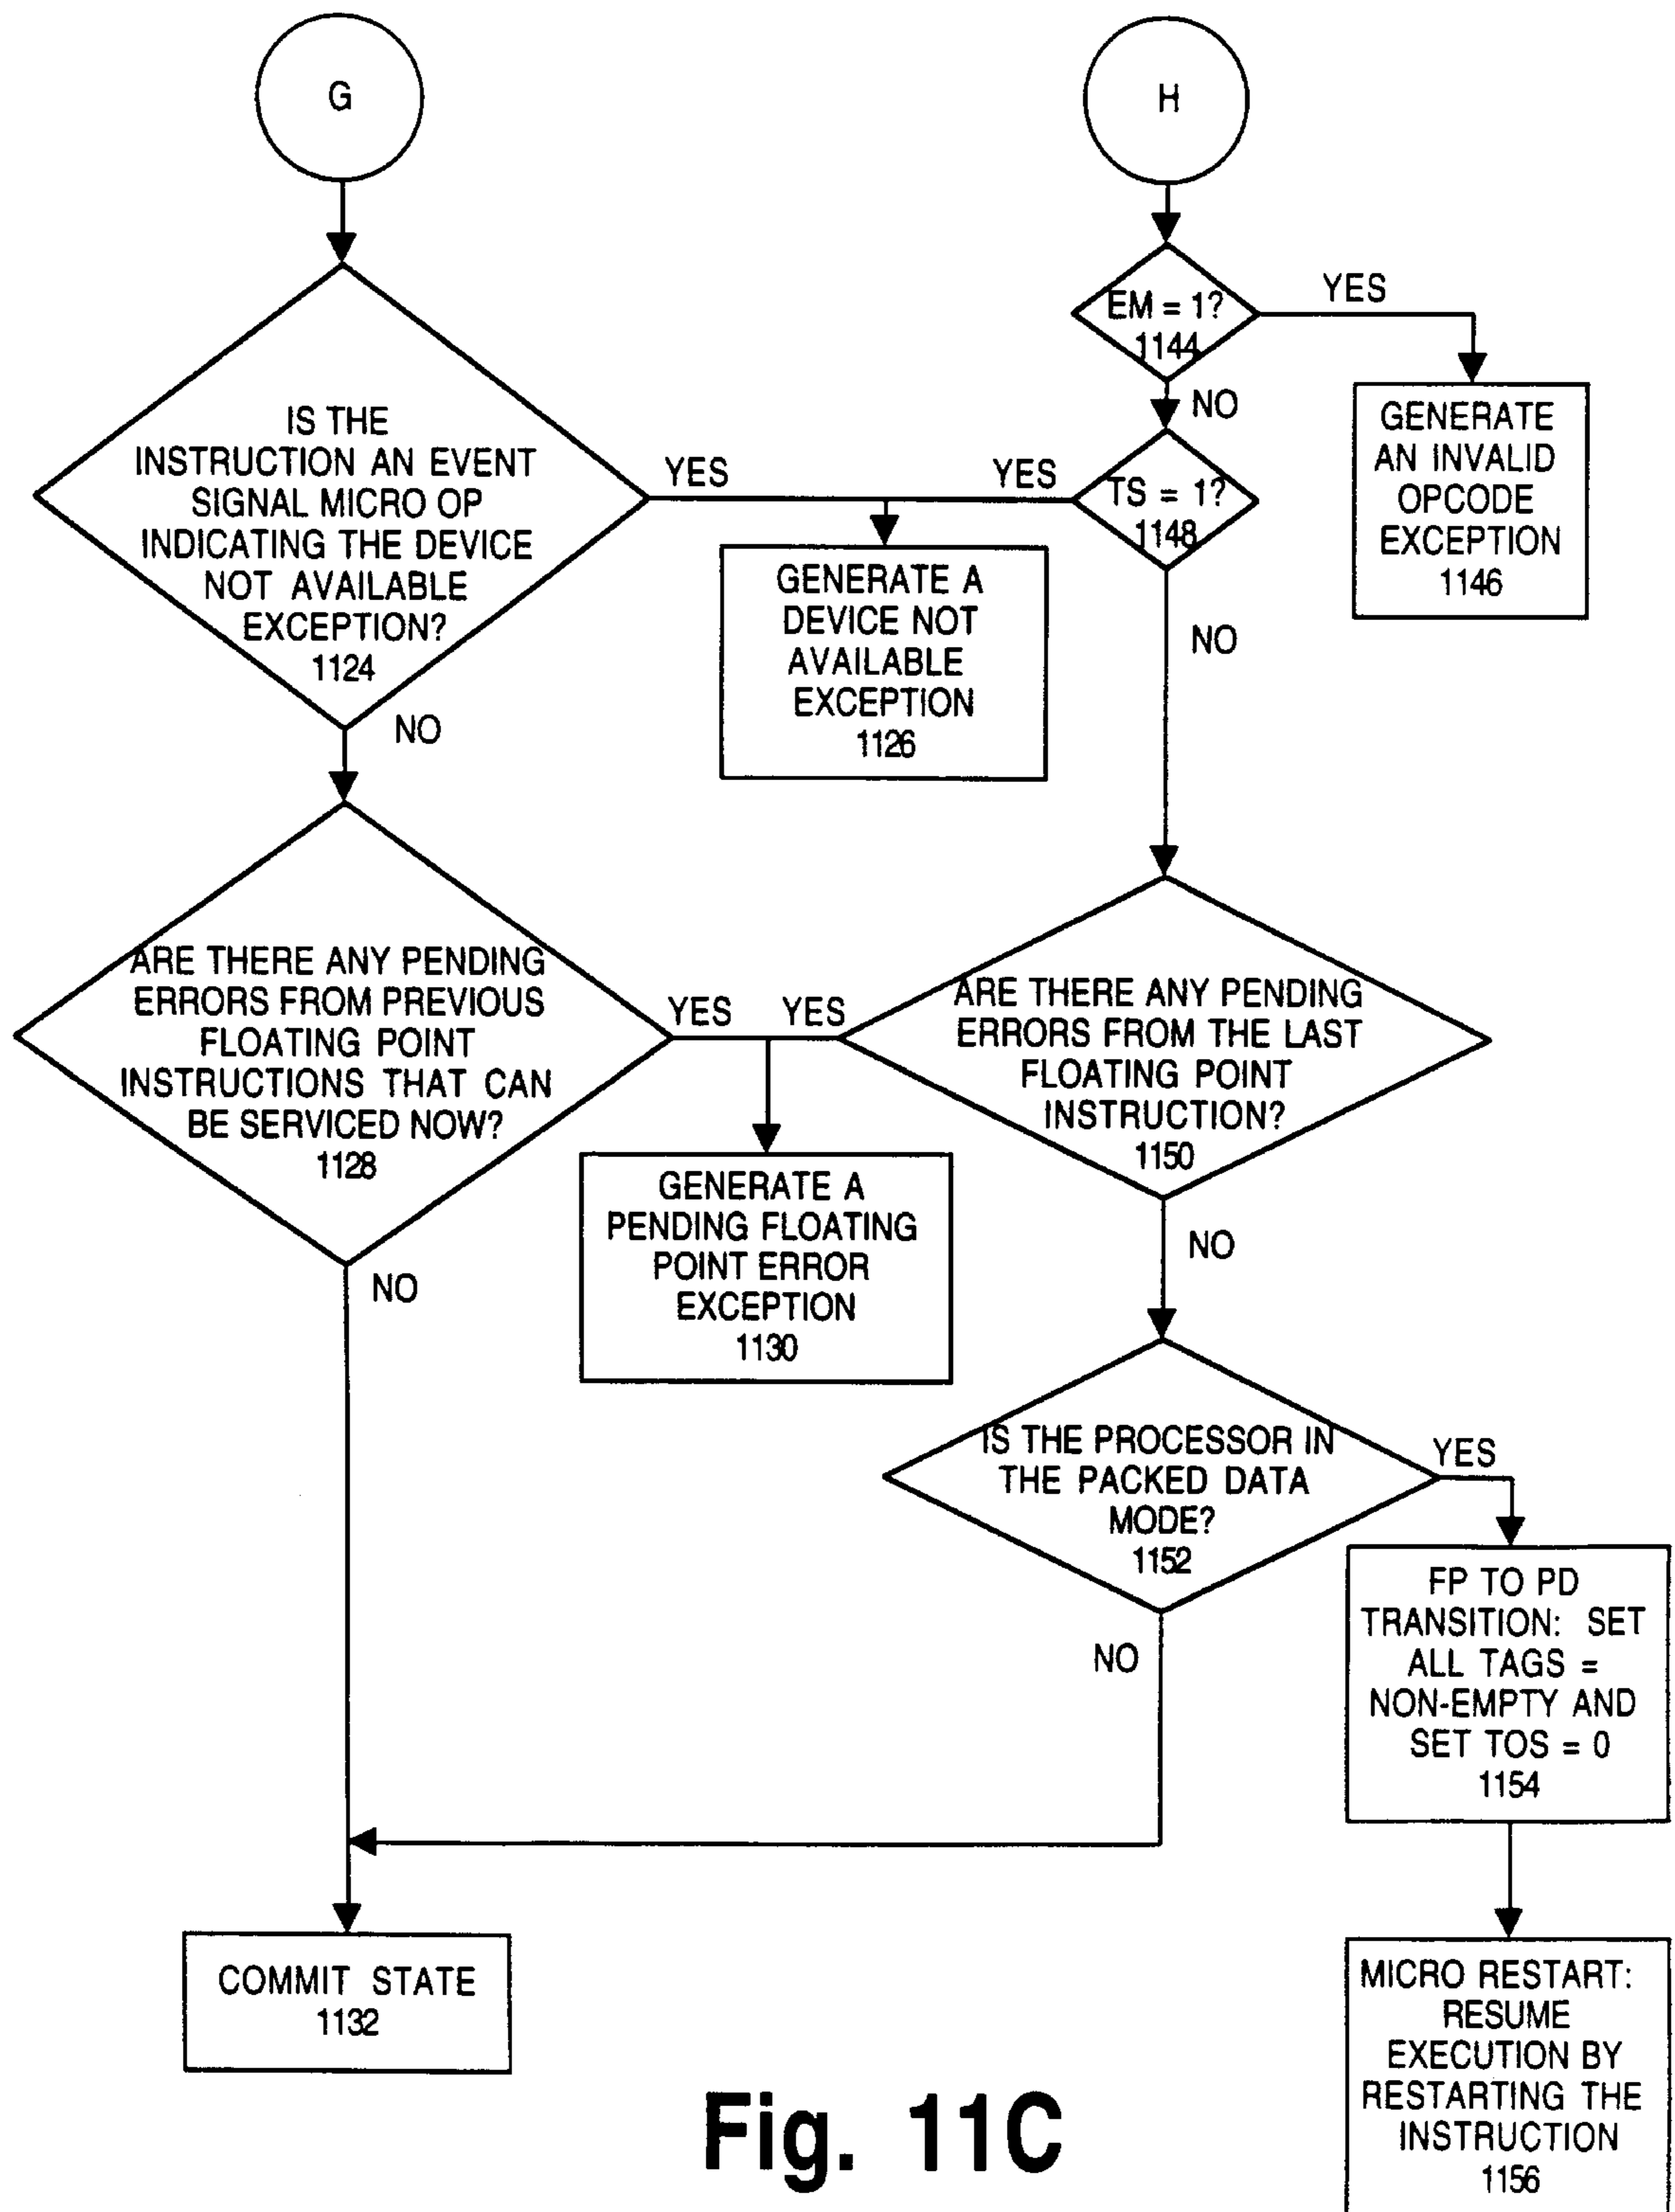 G
H
EM = 1?
1144
YES
NO
GENERATE
AN INVALID
OPCODE
EXCEPTION
1146
IS THE
INSTRUCTION AN EVENT
SIGNAL MICRO OP
INDICATING THE DEVICE
NOT AVAILABLE
EXCEPTION?
1124
YES
YES
TS = 1?
1148
NO
GENERATE A
DEVICE NOT
AVAILABLE
EXCEPTION
1126
NO
ARE THERE ANY PENDING
ERRORS FROM PREVIOUS
FLOATING POINT
INSTRUCTIONS THAT CAN
BE SERVICED NOW?
1128
YES
YES
ARE THERE ANY PENDING
ERRORS FROM THE LAST
FLOATING POINT
INSTRUCTION?
1150
NO
GENERATE A
PENDING FLOATING
POINT ERROR
EXCEPTION
1130
NO
IS THE PROCESSOR IN
THE PACKED DATA
MODE?
1152
YES
NO
FP TO PD
TRANSITION: SET
ALL TAGS =
NON-EMPTY AND
SET TOS = 0
1154
COMMIT STATE
1132
MICRO RESTART:
RESUME
EXECUTION BY
RESTARTING THE
INSTRUCTION
1156
Fig. 11C